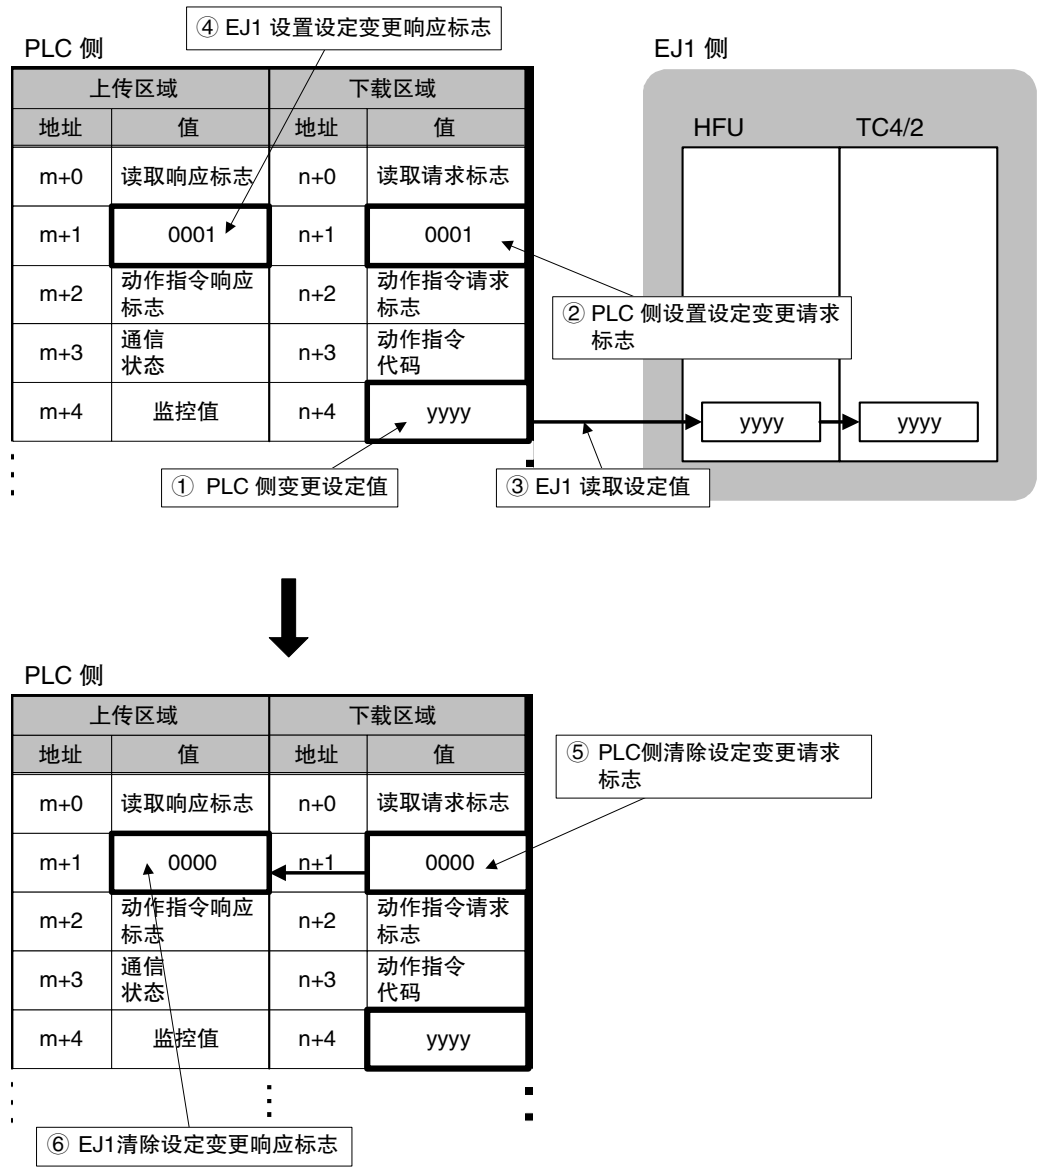 ④ EJ1 设置设定变更响应标志
PLC 侧
EJ1 侧
上传区域 下载区域
地址 值 地址 值
HFU TC4/2
m+0 读取响应标志 n+0 读取请求标志
m+1 0001 n+1 0001
m+2 动作指令响应 n+2 动作指令请求
标志 标志
② PLC 侧设置设定变更请求
标志
m+3 通信 n+3 动作指令
状态 代码
m+4 监控值 n+4 yyyy
yyyy yyyy
① PLC 侧变更设定值
③ EJ1 读取设定值
PLC 侧
上传区域 下载区域
地址 值 地址 值
⑤ PLC侧清除设定变更请求
标志
m+0 读取响应标志 n+0 读取请求标志
m+1 0000 n+1 0000
m+2 动作指令响应 n+2 动作指令请求
标志 标志
m+3 通信 n+3 动作指令
状态 代码
m+4 监控值 n+4 yyyy
⑥ EJ1清除设定变更响应标志